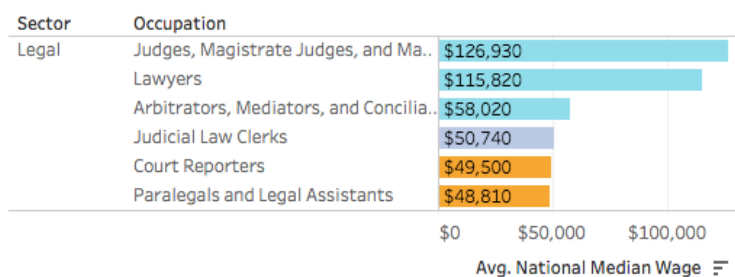 Sector Occupation
Legal Judges, Magistrate Judges, and Ma.. $126,930
Lawyers $115,820
Arbitrators, Mediators, and Concilia.. $58,020
Judicial Law Clerks $50,740
Court Reporters $49,500
Paralegals and Legal Assistants $48,810
$0 $50,000 $100,000
Avg. National Median Wage